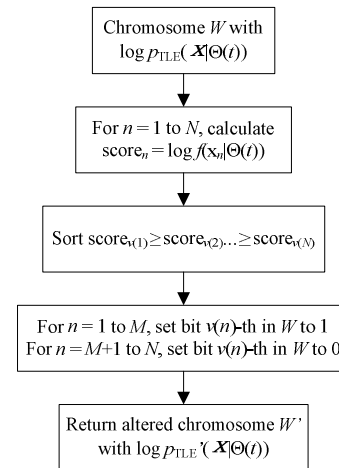 Chromosome W with
log pTLE(X|Θ(t))
For n = 1 to N, calculate
scoren = log f(xn|Θ(t))
Sort scorev(1)≥scorev(2)...≥scorev(N)
For n = 1 to M, set bit v(n)-th in W to 1
For n = M+1 to N, set bit v(n)-th in W to 0
Return altered chromosome W’
with log pTLE’(X|Θ(t))